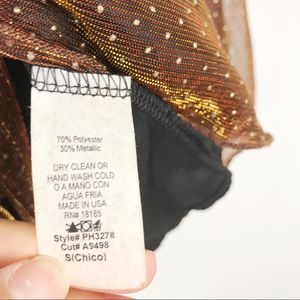 70% Polyester
30% Metallic
DRY CLEAN OR
HAND WASH COLD
O A MANO CON
AGUA FRIA
MADE IN USA
RN# 18185
Style# PH3278
Cut# A9498
S(Chico)